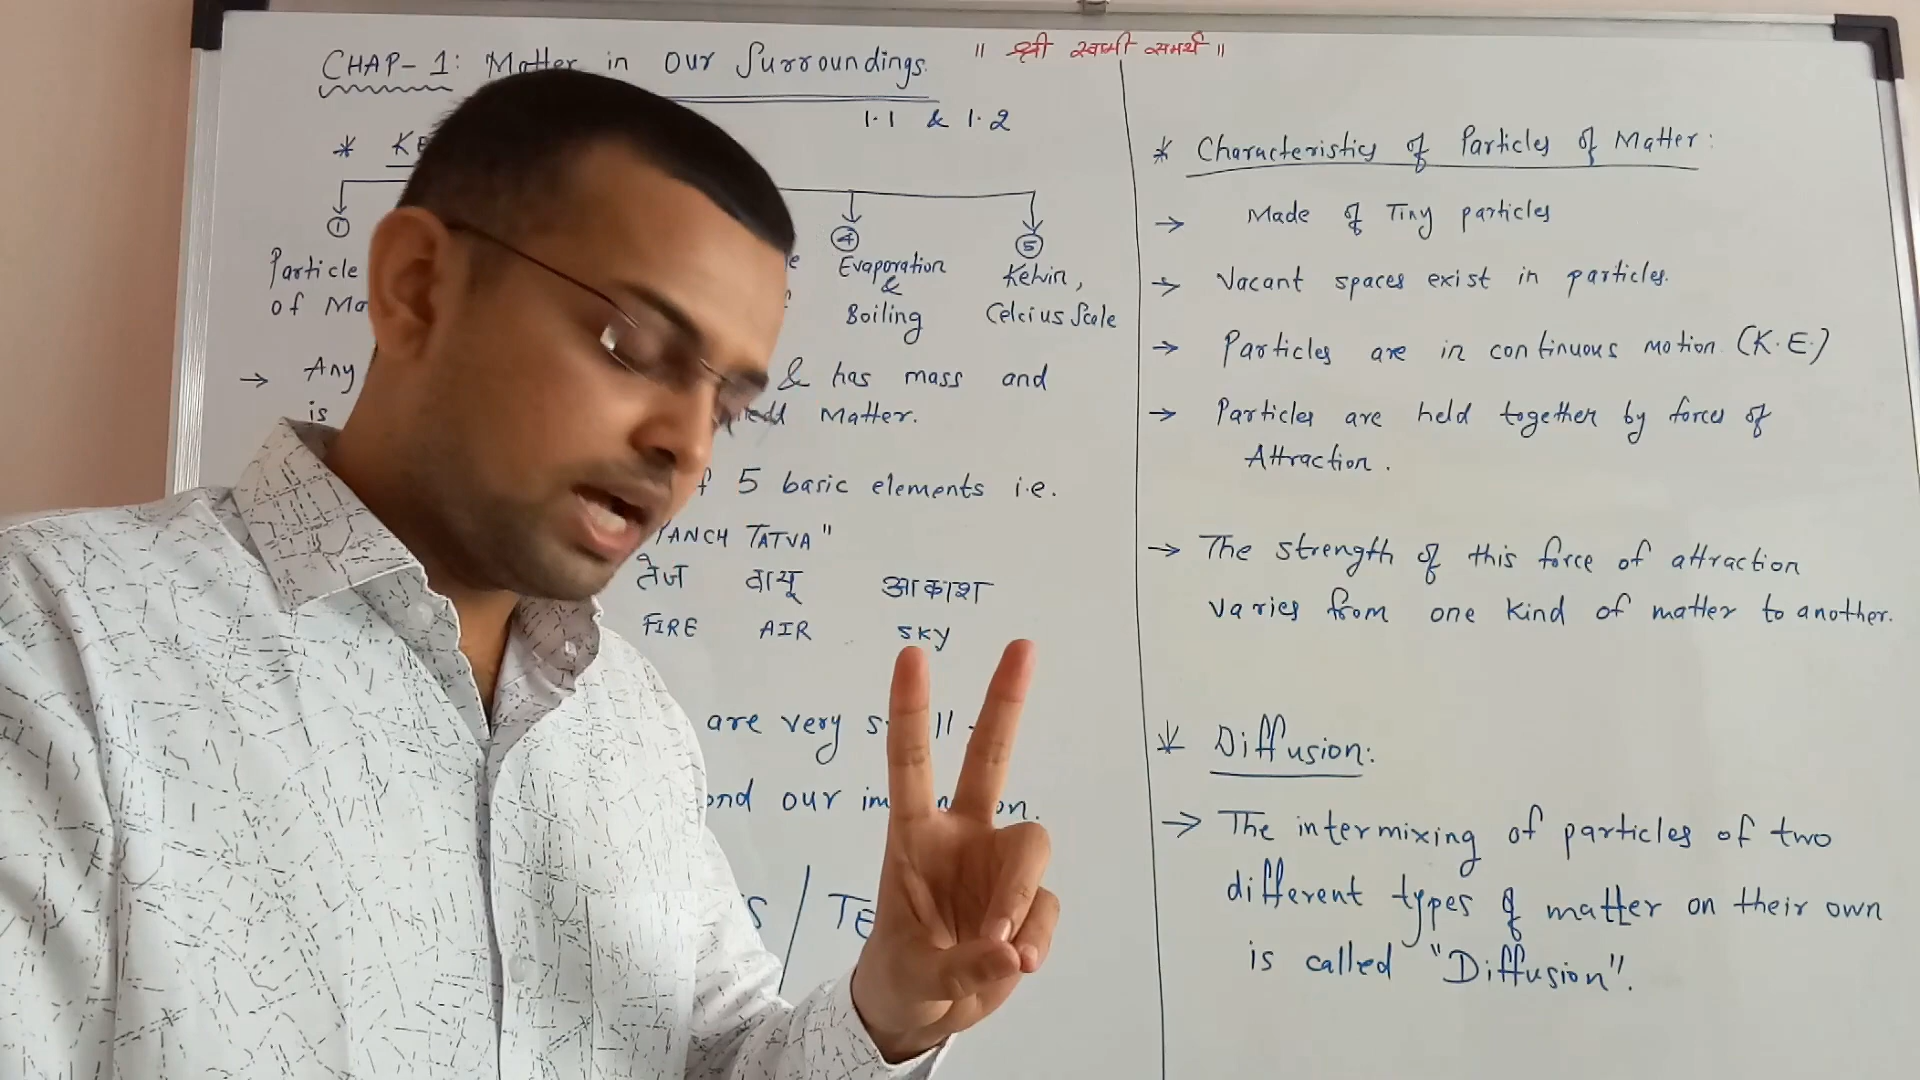 CHAP-1: Matter in Our Surroundings.
॥ श्री स्वामी समर्थ ॥
1.1 & 1.2
*
① ④ ⑤
Particle Evaporation Kelvin,
of & Celcius Scale
Boiling
→ Any & has mass and
is Matter.
5 basic elements i.e.
TATVA"
तेज वायू आकाश
FIRE AIR SKY
are very
our
* Characteristics of Particles of Matter:
→ Made of Tiny particles
→ Vacant spaces exist in particles.
→ Particles are in continuous motion (K.E.)
→ Particles are held together by forces of
Attraction.
→ The strength of this force of attraction
varies from one kind of matter to another.
* Diffusion:
→ The intermixing of particles of two
different types of matter on their own
is called "Diffusion".